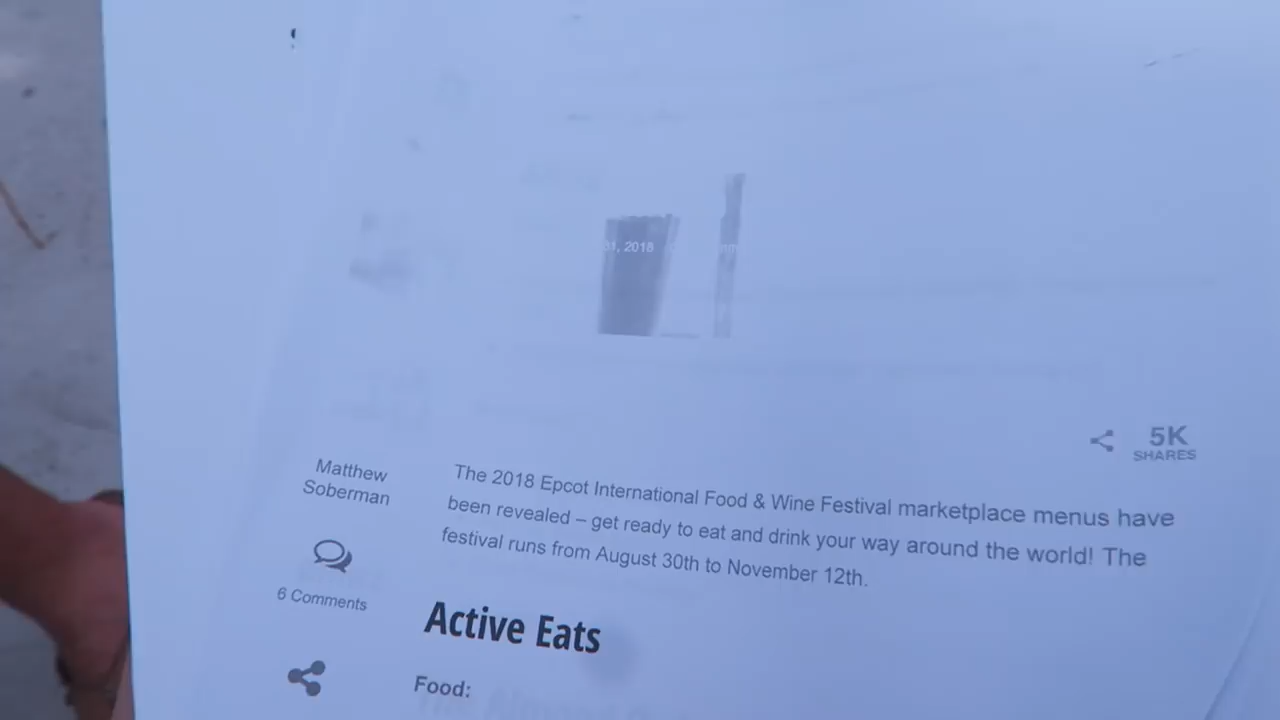 31, 2018
5K
SHARES
Matthew
Soberman
The 2018 Epcot International Food & Wine Festival marketplace menus have
been revealed – get ready to eat and drink your way around the world! The
festival runs from August 30th to November 12th.
6 Comments
Active Eats
Food: